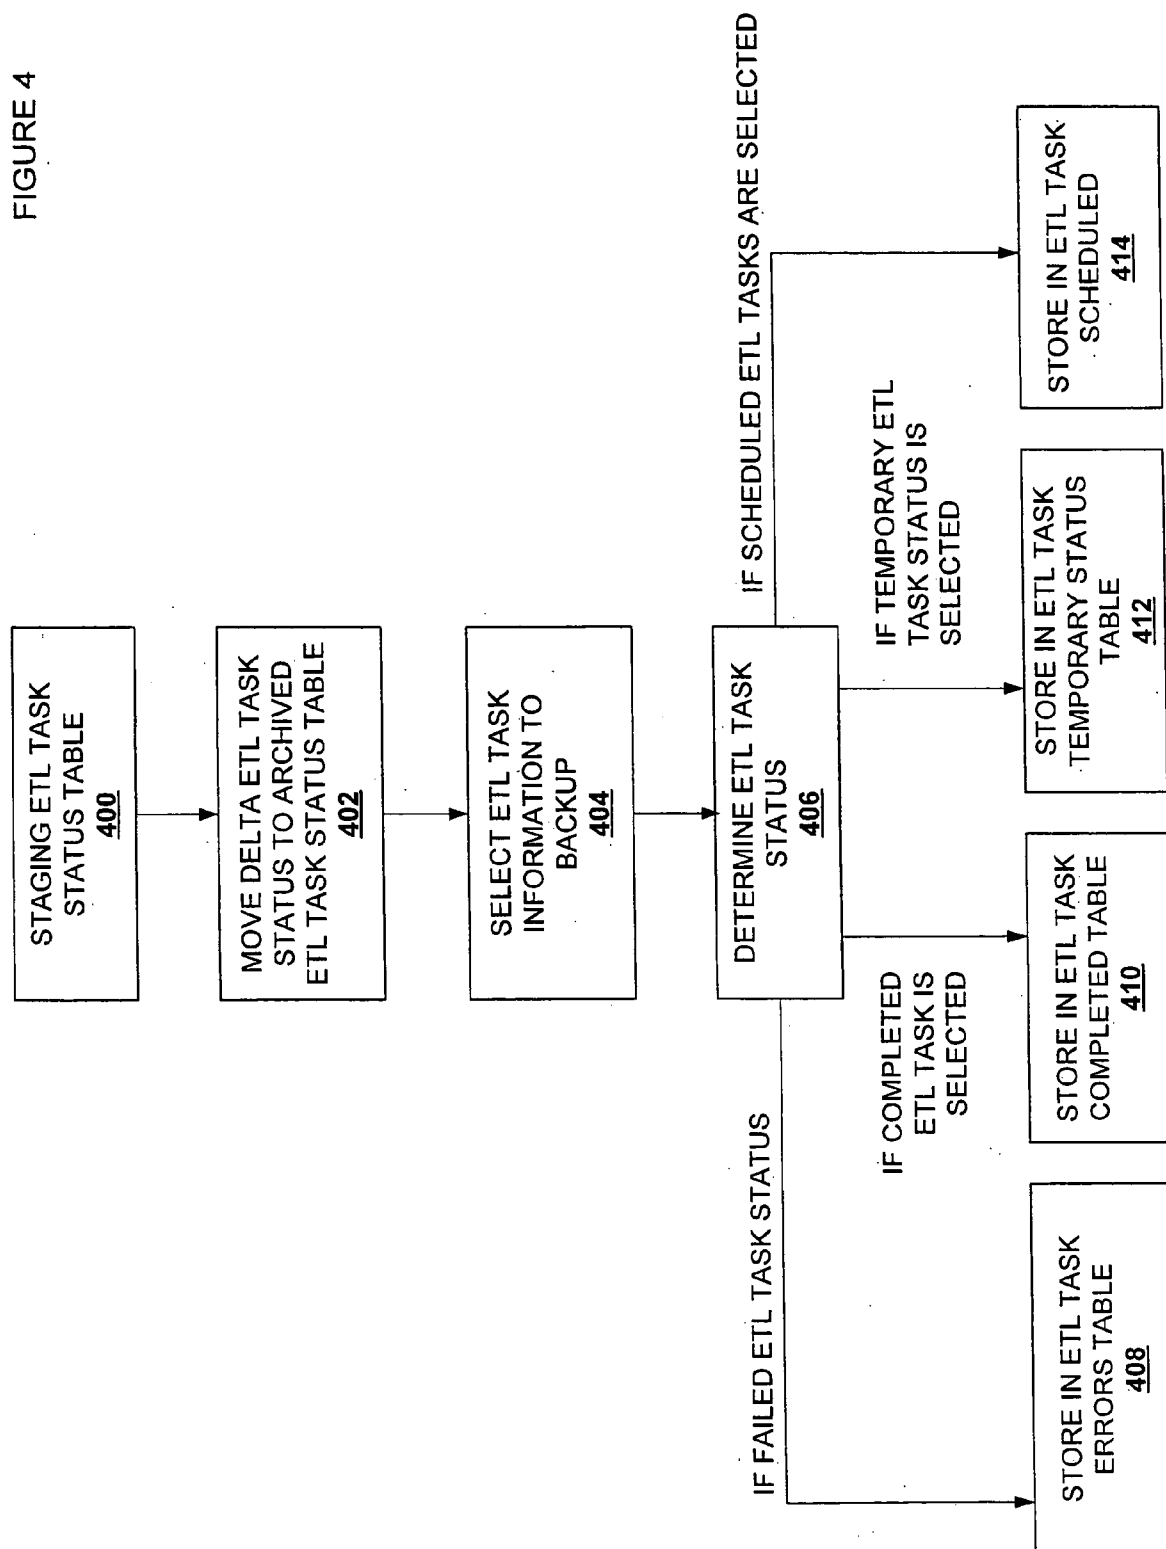 FIGURE 4
STAGING ETL TASK
STATUS TABLE
400
MOVE DELTA ETL TASK
STATUS TO ARCHIVED
ETL TASK STATUS TABLE
402
SELECT ETL TASK
INFORMATION TO
BACKUP
404
DETERMINE ETL TASK
STATUS
406
IF FAILED ETL TASK STATUS
IF SCHEDULED ETL TASKS ARE SELECTED
IF COMPLETED
ETL TASK IS
SELECTED
IF TEMPORARY ETL
TASK STATUS IS
SELECTED
STORE IN ETL TASK
ERRORS TABLE
408
STORE IN ETL TASK
COMPLETED TABLE
410
STORE IN ETL TASK
TEMPORARY STATUS
TABLE
412
STORE IN ETL TASK
SCHEDULED
414